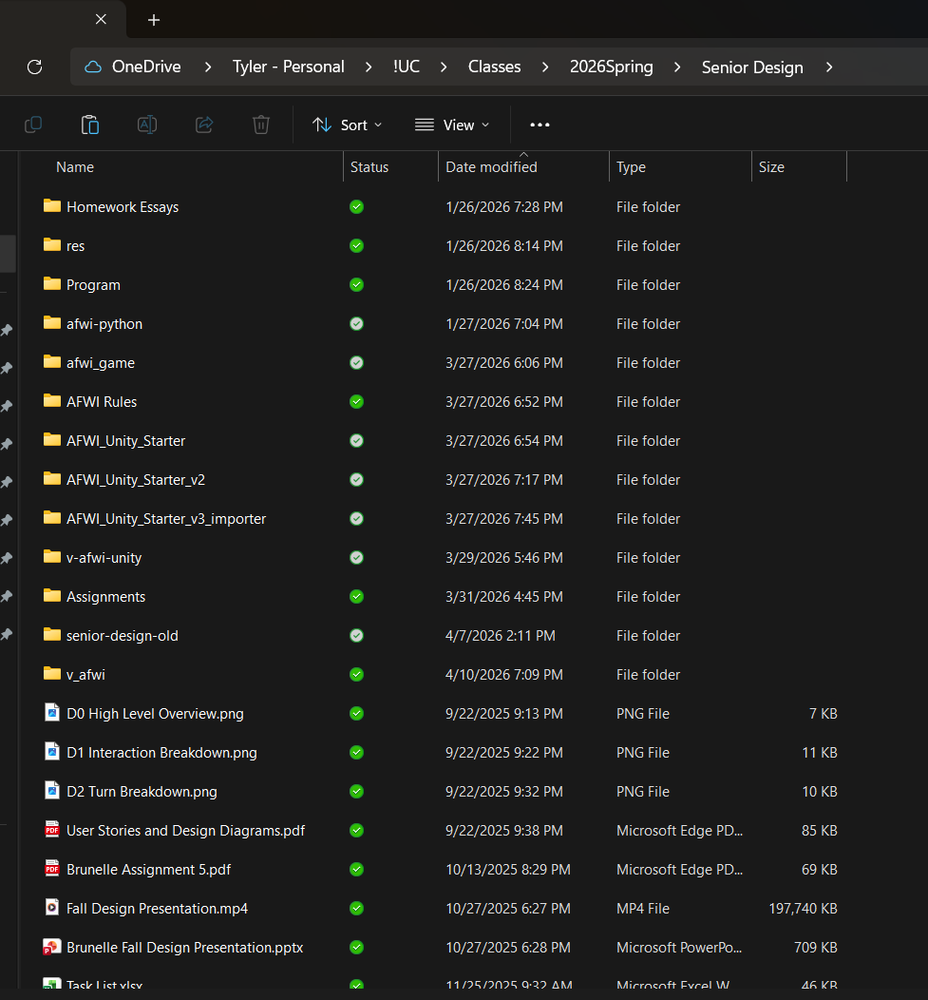 OneDrive > Tyler - Personal > !UC > Classes > 2026Spring > Senior Design >
Sort View
Name Status Date modified Type Size
Homework Essays 1/26/2026 7:28 PM File folder
res 1/26/2026 8:14 PM File folder
Program 1/26/2026 8:24 PM File folder
afwi-python 1/27/2026 7:04 PM File folder
afwi_game 3/27/2026 6:06 PM File folder
AFWI Rules 3/27/2026 6:52 PM File folder
AFWI_Unity_Starter 3/27/2026 6:54 PM File folder
AFWI_Unity_Starter_v2 3/27/2026 7:17 PM File folder
AFWI_Unity_Starter_v3_importer 3/27/2026 7:45 PM File folder
v-afwi-unity 3/29/2026 5:46 PM File folder
Assignments 3/31/2026 4:45 PM File folder
senior-design-old 4/7/2026 2:11 PM File folder
v_afwi 4/10/2026 7:09 PM File folder
D0 High Level Overview.png 9/22/2025 9:13 PM PNG File 7 KB
D1 Interaction Breakdown.png 9/22/2025 9:22 PM PNG File 11 KB
D2 Turn Breakdown.png 9/22/2025 9:32 PM PNG File 10 KB
User Stories and Design Diagrams.pdf 9/22/2025 9:38 PM Microsoft Edge PD... 85 KB
Brunelle Assignment 5.pdf 10/13/2025 8:29 PM Microsoft Edge PD... 69 KB
Fall Design Presentation.mp4 10/27/2025 6:27 PM MP4 File 197,740 KB
Brunelle Fall Design Presentation.pptx 10/27/2025 6:28 PM Microsoft PowerPo... 709 KB
Task List.xlsx 11/25/2025 9:32 AM Microsoft Excel W... 46 KB